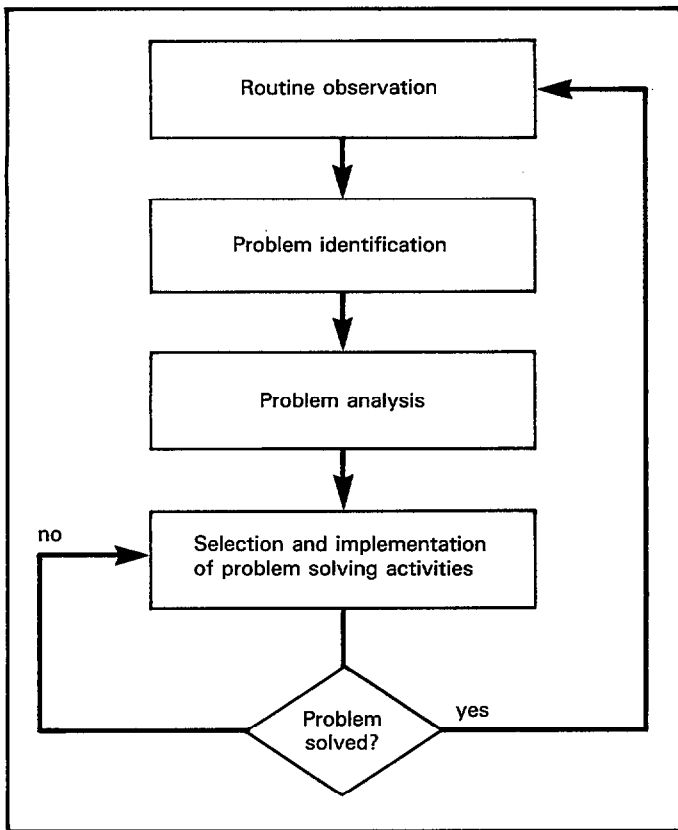 Routine observation
Problem identification
Problem analysis
no
Selection and implementation
of problem solving activities
Problem
solved?
yes